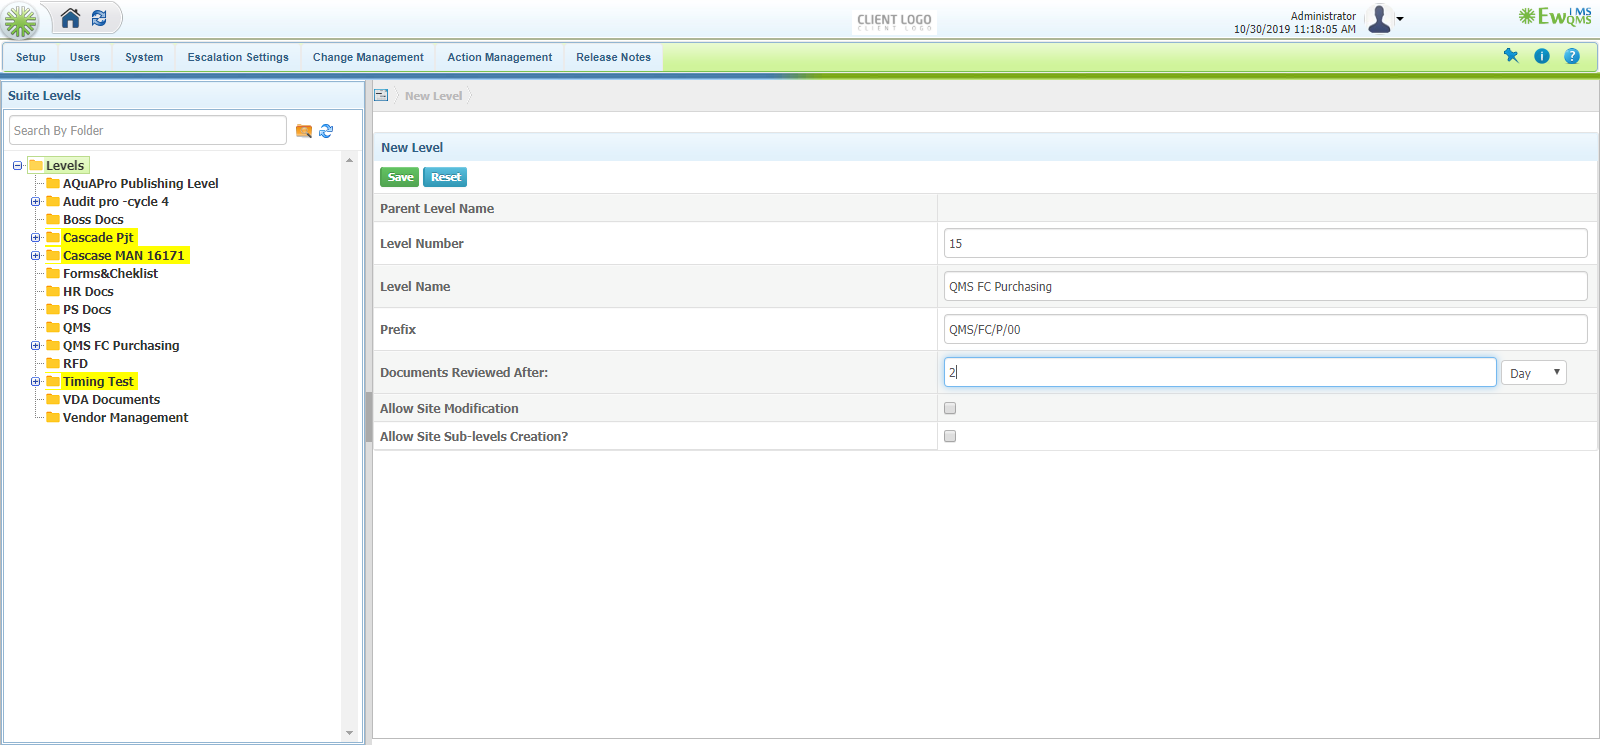 CLIENT LOGO
CLIENT LOGO
Administrator
10/30/2019 11:18:05 AM
EwQMS
IMS
Setup Users System Escalation Settings Change Management Action Management Release Notes
Suite Levels
Search By Folder
Levels
AQuAPro Publishing Level
Audit pro -cycle 4
Boss Docs
Cascade Pjt
Cascase MAN 16171
Forms&Cheklist
HR Docs
PS Docs
QMS
QMS FC Purchasing
RFD
Timing Test
VDA Documents
Vendor Management
New Level
New Level
Save Reset
Parent Level Name
Level Number 15
Level Name QMS FC Purchasing
Prefix QMS/FC/P/00
Documents Reviewed After: 2 Day
Allow Site Modification
Allow Site Sub-levels Creation?